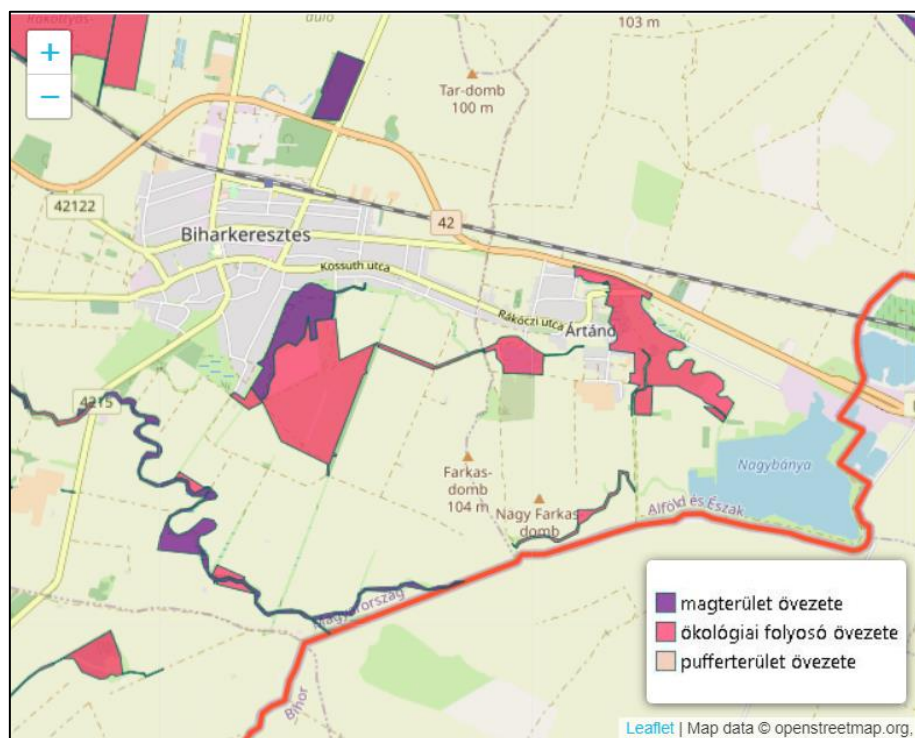 +
−
dűlő
103 m
Tar-domb
100 m
42122
42
Biharkeresztes
Kossuth utca
Rákóczi utca
Ártánd
4215
Nagybánya
Farkas-
domb
104 m
Nagy Farkas
domb
Alföld és Észak
Magyarország
Bihor
magterület övezete
ökológiai folyosó övezete
pufferterület övezete
Leaflet | Map data © openstreetmap.org,